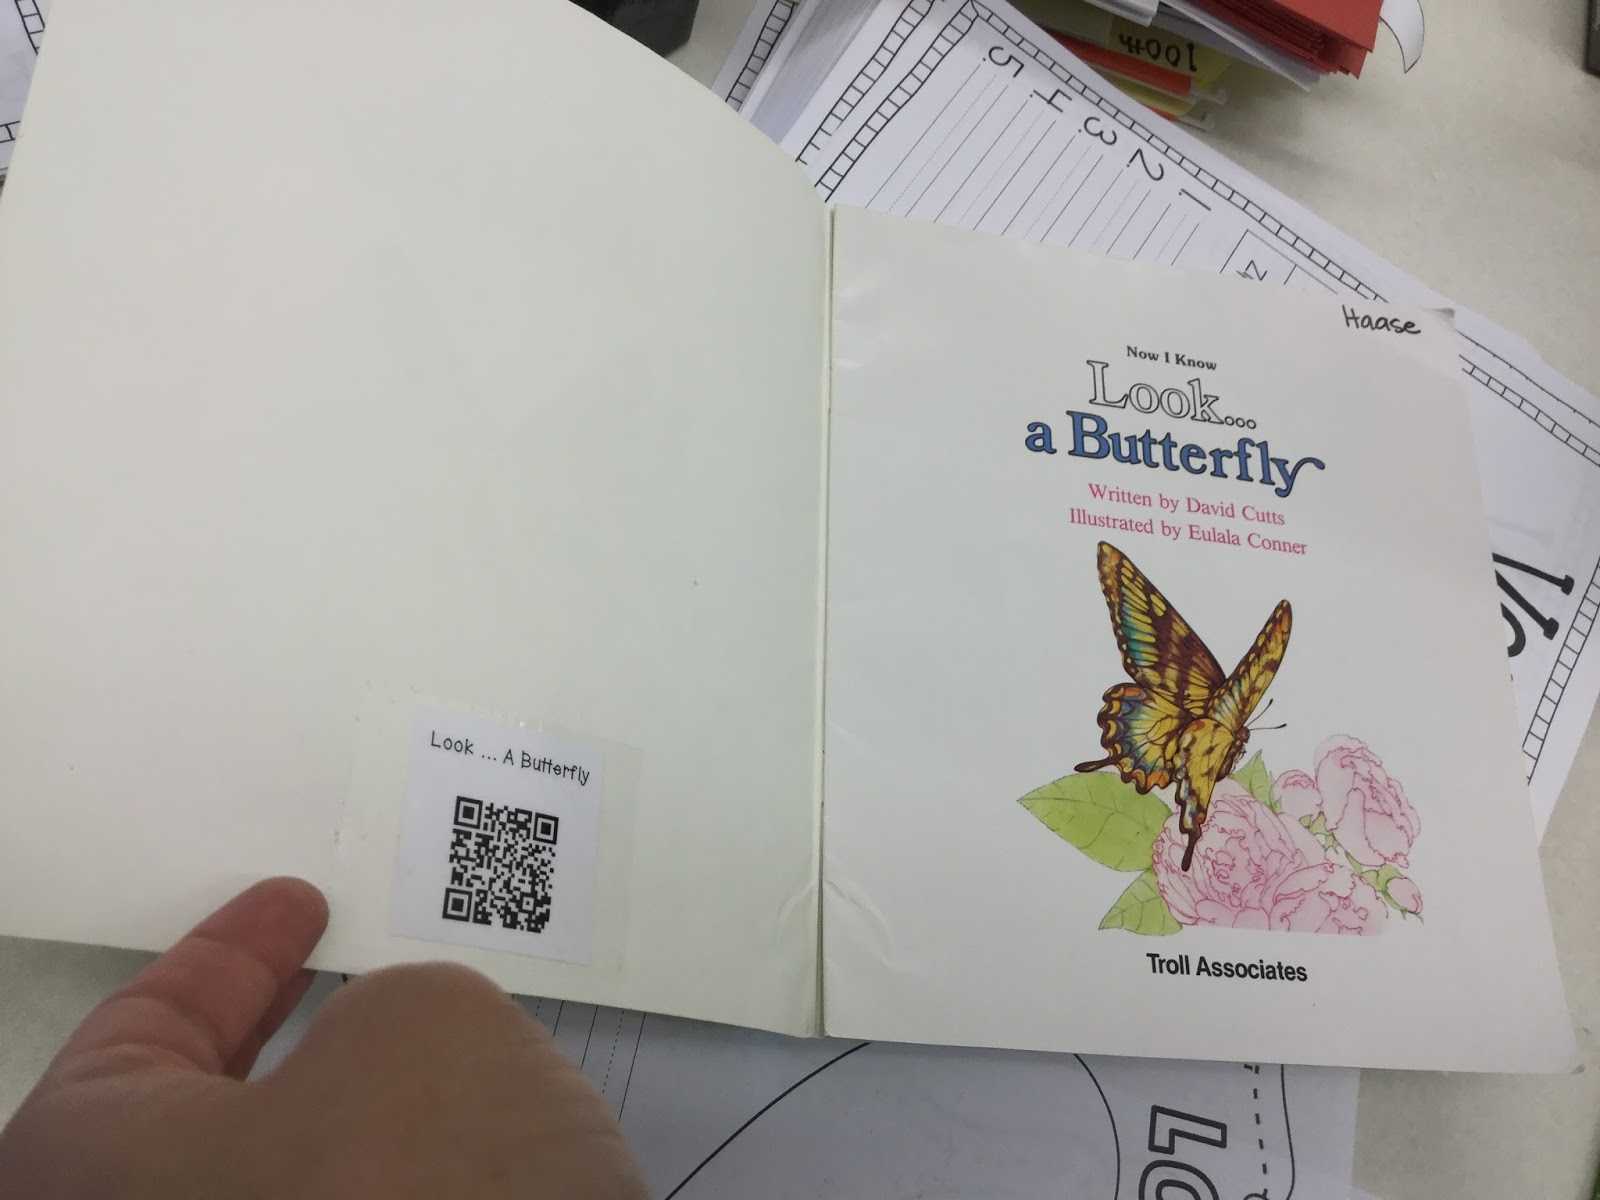 Look ... A Butterfly
Haase
Now I Know
Look...
a Butterfly
Written by David Cutts
Illustrated by Eulala Conner
Troll Associates
100th
5.
4.
3.
2.
1.